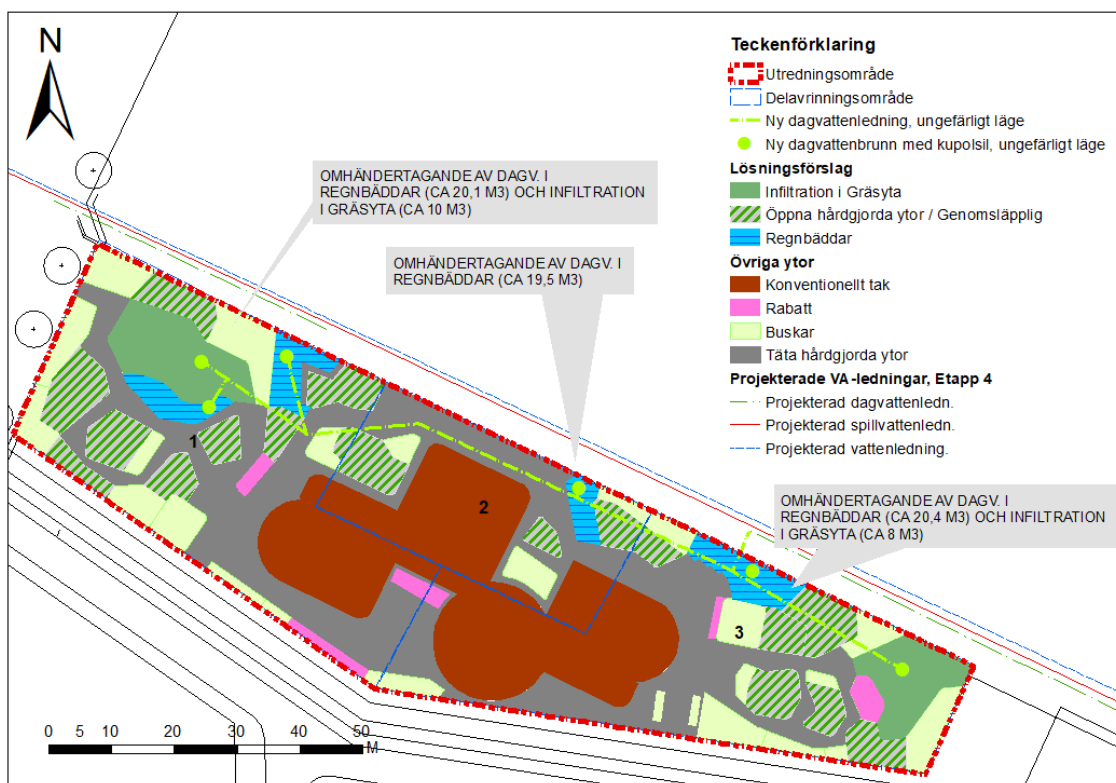 N
OMHÄNDERTAGANDE AV DAGV. I
REGNBÄDDAR (CA 20,1 M3) OCH INFILTRATION
I GRÄSYTA (CA 10 M3)
OMHÄNDERTAGANDE AV DAGV. I
REGNBÄDDAR (CA 19,5 M3)
Teckenförklaring
Utredningsområde
Delavrinningsområde
Ny dagvattenledning, ungefärligt läge
Ny dagvattenbrunn med kupolsil, ungefärligt läge
Lösningsförslag
Infiltration i Gräsyta
Öppna hårdgjorda ytor / Genomsläpplig
Regnbäddar
Övriga ytor
Konventionellt tak
Rabatt
Buskar
Täta hårdgjorda ytor
Projekterade VA-ledningar, Etapp 4
Projekterad dagvattenledn.
Projekterad spillvattenledn.
Projekterad vattenledning.
OMHÄNDERTAGANDE AV DAGV. I
REGNBÄDDAR (CA 20,4 M3) OCH INFILTRATION
I GRÄSYTA (CA 8 M3)
1
2
3
0 5 10 20 30 40 50
M